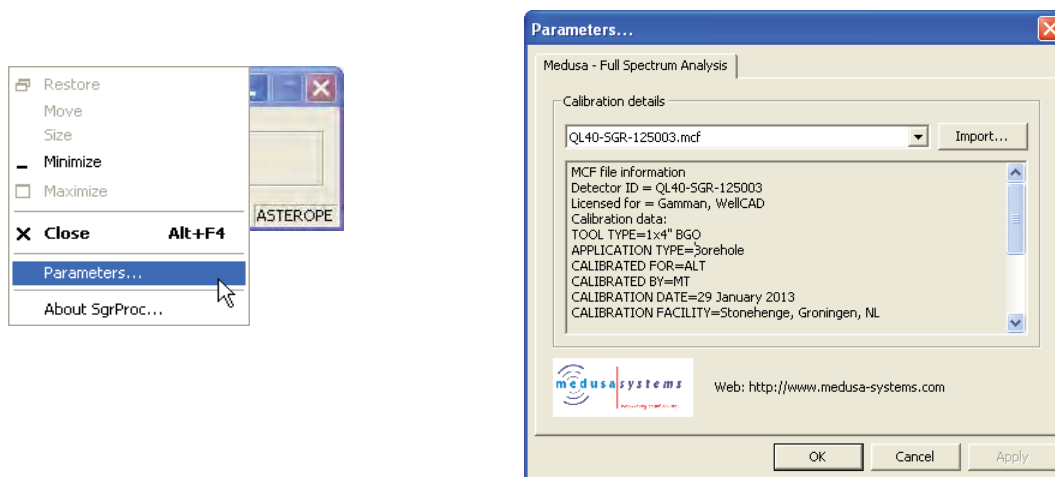 Restore
Move
Size
Minimize
Maximize
Close Alt+F4
Parameters...
About SgrProc...
ASTEROPE
Parameters...
Medusa - Full Spectrum Analysis
Calibration details
QL40-SGR-125003.mcf
Import...
MCF file information
Detector ID = QL40-SGR-125003
Licensed for = Gamman, WellCAD
Calibration data:
TOOL TYPE=1x4" BGO
APPLICATION TYPE=Borehole
CALIBRATED FOR=ALT
CALIBRATED BY=MT
CALIBRATION DATE=29 January 2013
CALIBRATION FACILITY=Stonehenge, Groningen, NL
medusa systems
Web: http://www.medusa-systems.com
OK Cancel Apply